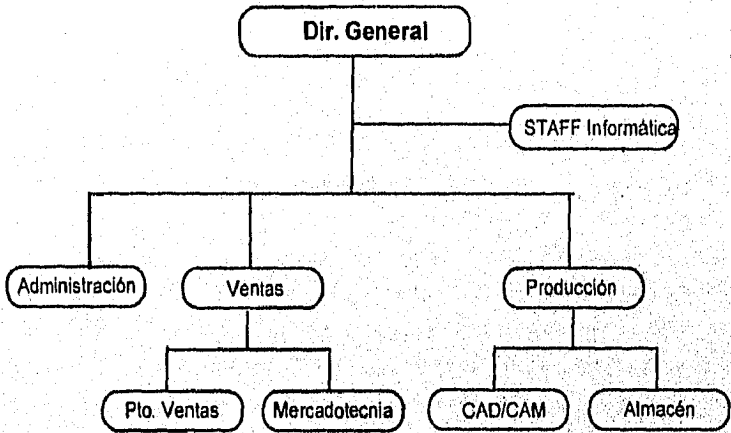 Dir. General
STAFF Informática
Administración
Ventas
Producción
Pto. Ventas
Mercadotecnia
CAD/CAM
Almacén